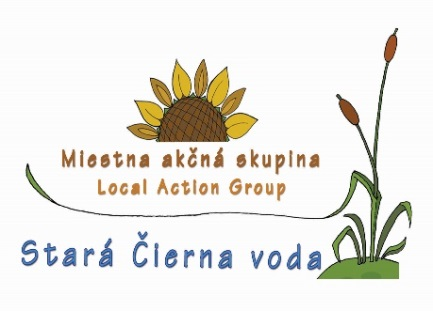 Miestna akčná skupina
Local Action Group
Stará Čierna voda